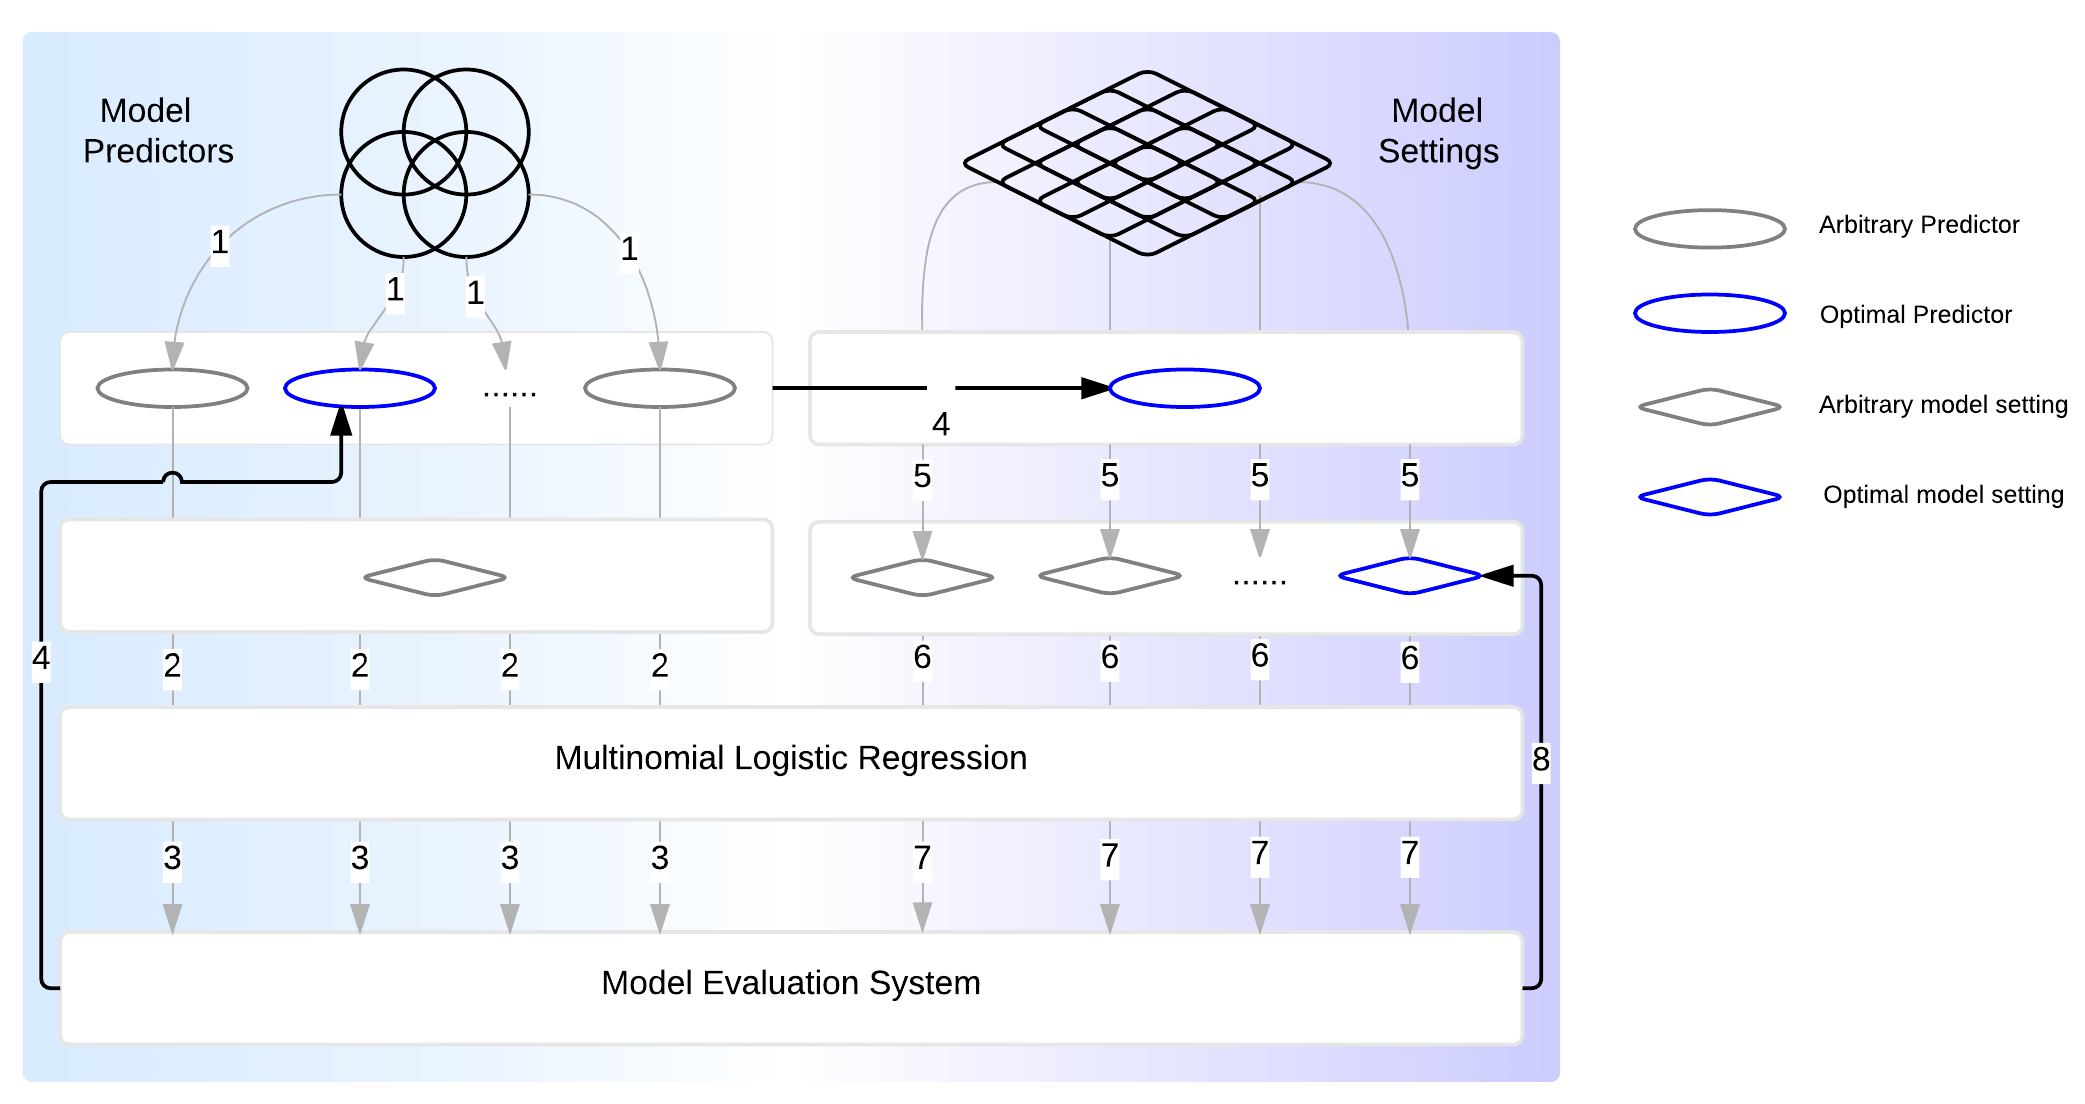 Model
Predictors
Model
Settings
1
1
1
1
Arbitrary Predictor
Optimal Predictor
Arbitrary model setting
Optimal model setting
......
4
5
5
5
5
......
4
2
2
2
2
6
6
6
6
Multinomial Logistic Regression
8
3
3
3
3
7
7
7
7
Model Evaluation System